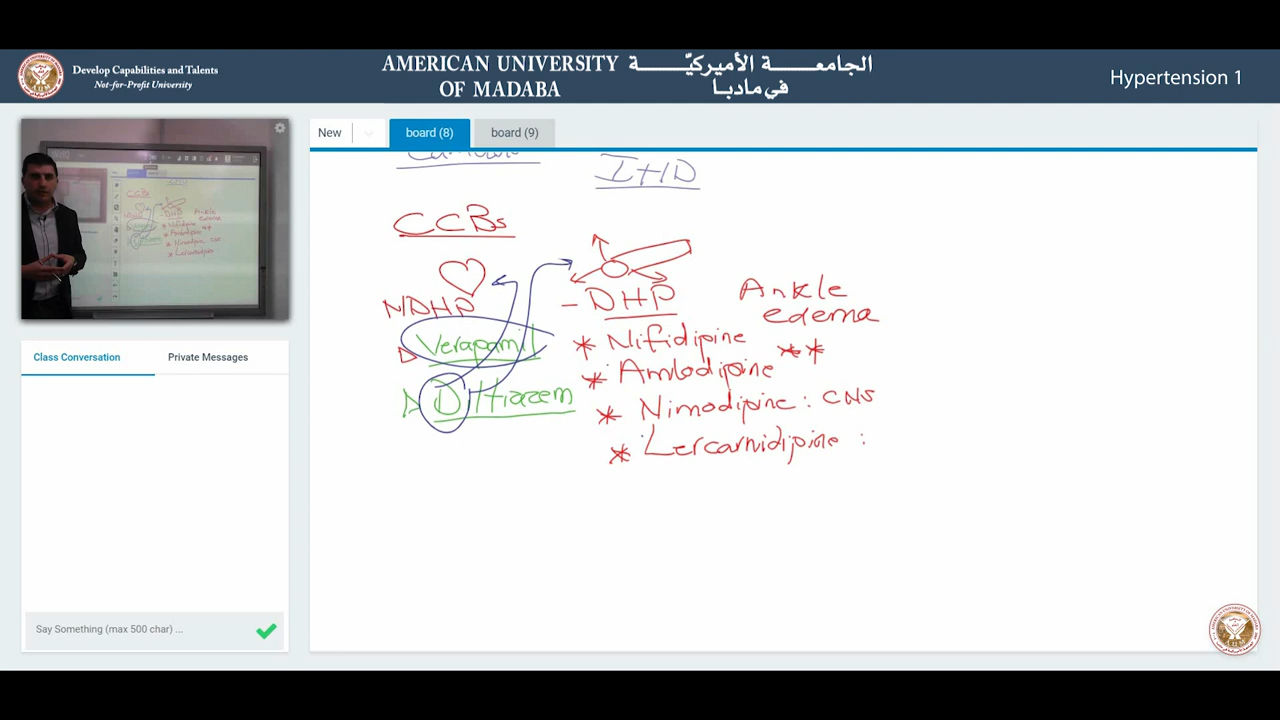 Develop Capabilities and Talents
Not-for-Profit University
AMERICAN UNIVERSITY
OF MADABA
الجامعـــــة الأميركيّـــــة
في مادبا
Hypertension 1
New
board (8)
board (9)
IHD
CCBs
NDHP
- DHP
Ankle
edema
Verapamil
* Nifidipine
**
* Amlodipine
Diltiazem
* Nimodipine : CNS
* Lercarnidipine :
Class Conversation
Private Messages
Say Something (max 500 char) ...